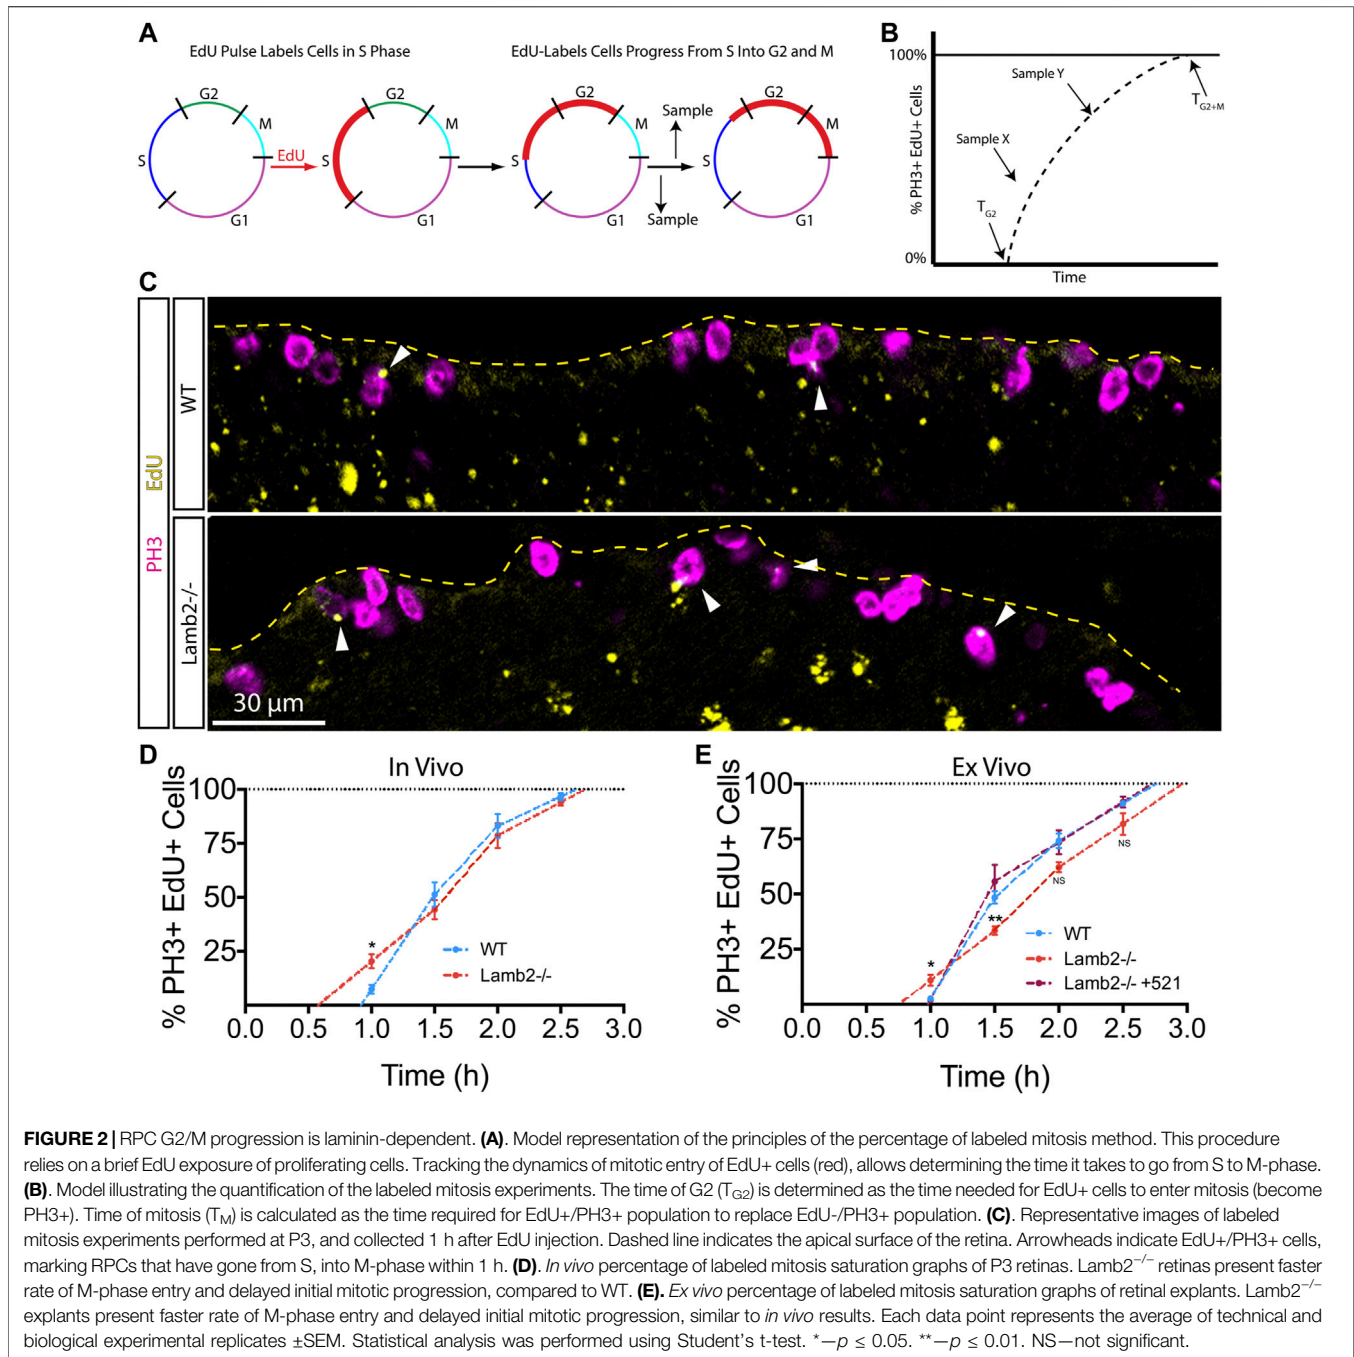 A
EdU Pulse Labels Cells in S Phase
EdU-Labels Cells Progress From S Into G2 and M
G2
M
S
G1
EdU
G2
M
S
G1
G2
M
S
G1
Sample
Sample
G2
M
S
G1
B
100%
% PH3+ EdU+ Cells
0%
Sample Y
Sample X
TG2
TG2+M
Time
C
EdU
PH3
WT
Lamb2-/-
30 μm
D
In Vivo
% PH3+ EdU+ Cells
100
75
50
25
*
WT
Lamb2-/-
0.0 0.5 1.0 1.5 2.0 2.5 3.0
Time (h)
E
Ex Vivo
% PH3+ EdU+ Cells
100
75
50
25
*
**
NS
NS
WT
Lamb2-/-
Lamb2-/- +521
0.0 0.5 1.0 1.5 2.0 2.5 3.0
Time (h)
FIGURE 2 | RPC G2/M progression is laminin-dependent. (A). Model representation of the principles of the percentage of labeled mitosis method. This procedure
relies on a brief EdU exposure of proliferating cells. Tracking the dynamics of mitotic entry of EdU+ cells (red), allows determining the time it takes to go from S to M-phase.
(B). Model illustrating the quantification of the labeled mitosis experiments. The time of G2 (TG2) is determined as the time needed for EdU+ cells to enter mitosis (become
PH3+). Time of mitosis (TM) is calculated as the time required for EdU+/PH3+ population to replace EdU-/PH3+ population. (C). Representative images of labeled
mitosis experiments performed at P3, and collected 1 h after EdU injection. Dashed line indicates the apical surface of the retina. Arrowheads indicate EdU+/PH3+ cells,
marking RPCs that have gone from S, into M-phase within 1 h. (D). In vivo percentage of labeled mitosis saturation graphs of P3 retinas. Lamb2−/− retinas present faster
rate of M-phase entry and delayed initial mitotic progression, compared to WT. (E). Ex vivo percentage of labeled mitosis saturation graphs of retinal explants. Lamb2−/−
explants present faster rate of M-phase entry and delayed initial mitotic progression, similar to in vivo results. Each data point represents the average of technical and
biological experimental replicates ±SEM. Statistical analysis was performed using Student's t-test. *—p ≤ 0.05. **—p ≤ 0.01. NS—not significant.